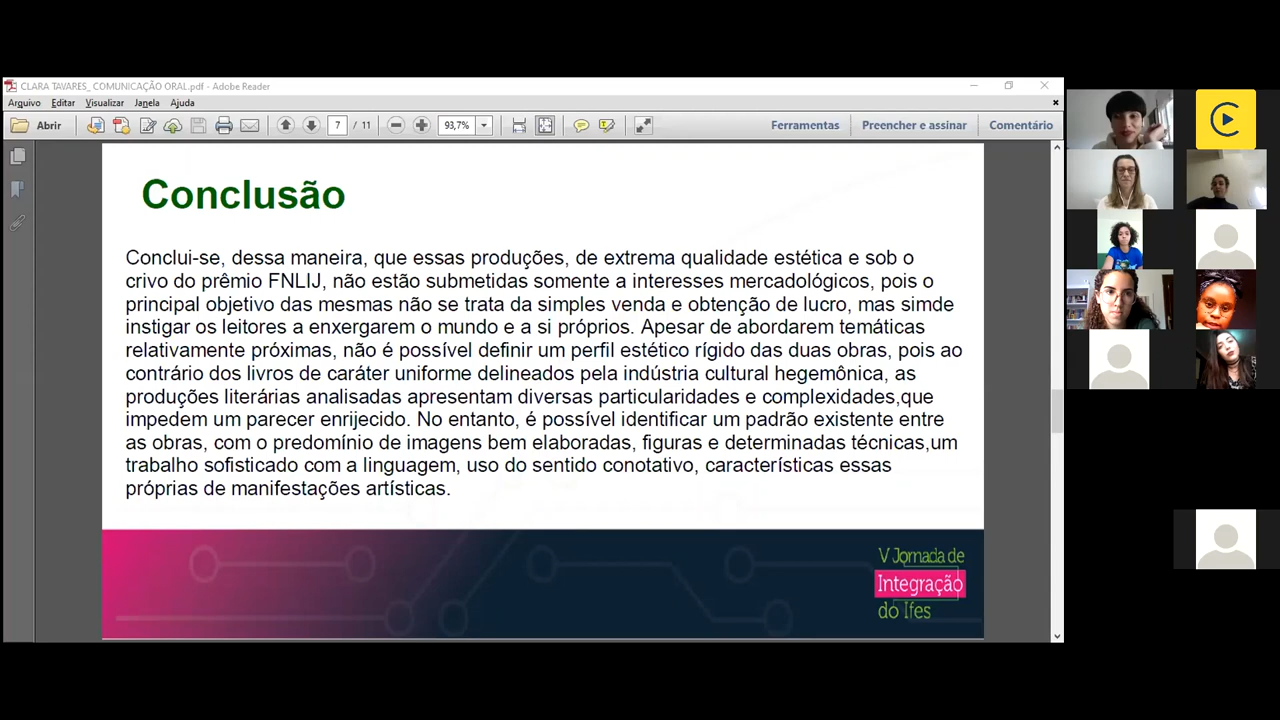 CLARA TAVARES_ COMUNICAÇÃO ORAL.pdf - Adobe Reader
Arquivo Editar Visualizar Janela Ajuda
Abrir 7 / 11 93,7% Ferramentas Preencher e assinar Comentário
Conclusão
Conclui-se, dessa maneira, que essas produções, de extrema qualidade estética e sob o
crivo do prêmio FNLIJ, não estão submetidas somente a interesses mercadológicos, pois o
principal objetivo das mesmas não se trata da simples venda e obtenção de lucro, mas simde
instigar os leitores a enxergarem o mundo e a si próprios. Apesar de abordarem temáticas
relativamente próximas, não é possível definir um perfil estético rígido das duas obras, pois ao
contrário dos livros de caráter uniforme delineados pela indústria cultural hegemônica, as
produções literárias analisadas apresentam diversas particularidades e complexidades,que
impedem um parecer enrijecido. No entanto, é possível identificar um padrão existente entre
as obras, com o predomínio de imagens bem elaboradas, figuras e determinadas técnicas,um
trabalho sofisticado com a linguagem, uso do sentido conotativo, características essas
próprias de manifestações artísticas.
V Jornada de
Integração
do Ifes